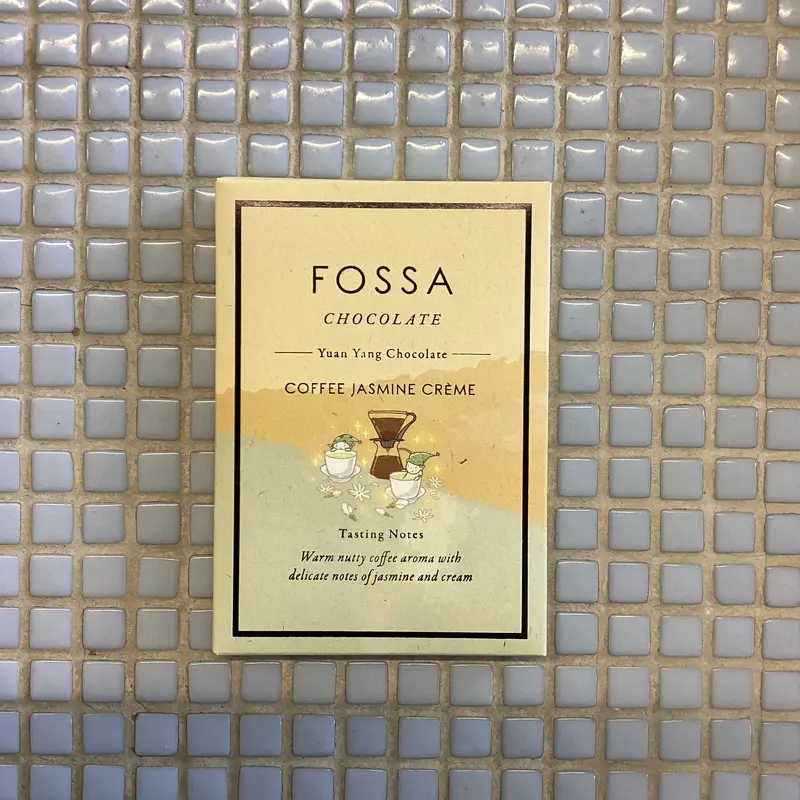 FOSSA
CHOCOLATE
Yuan Yang Chocolate
COFFEE JASMINE CRÈME
Tasting Notes
Warm nutty coffee aroma with
delicate notes of jasmine and cream